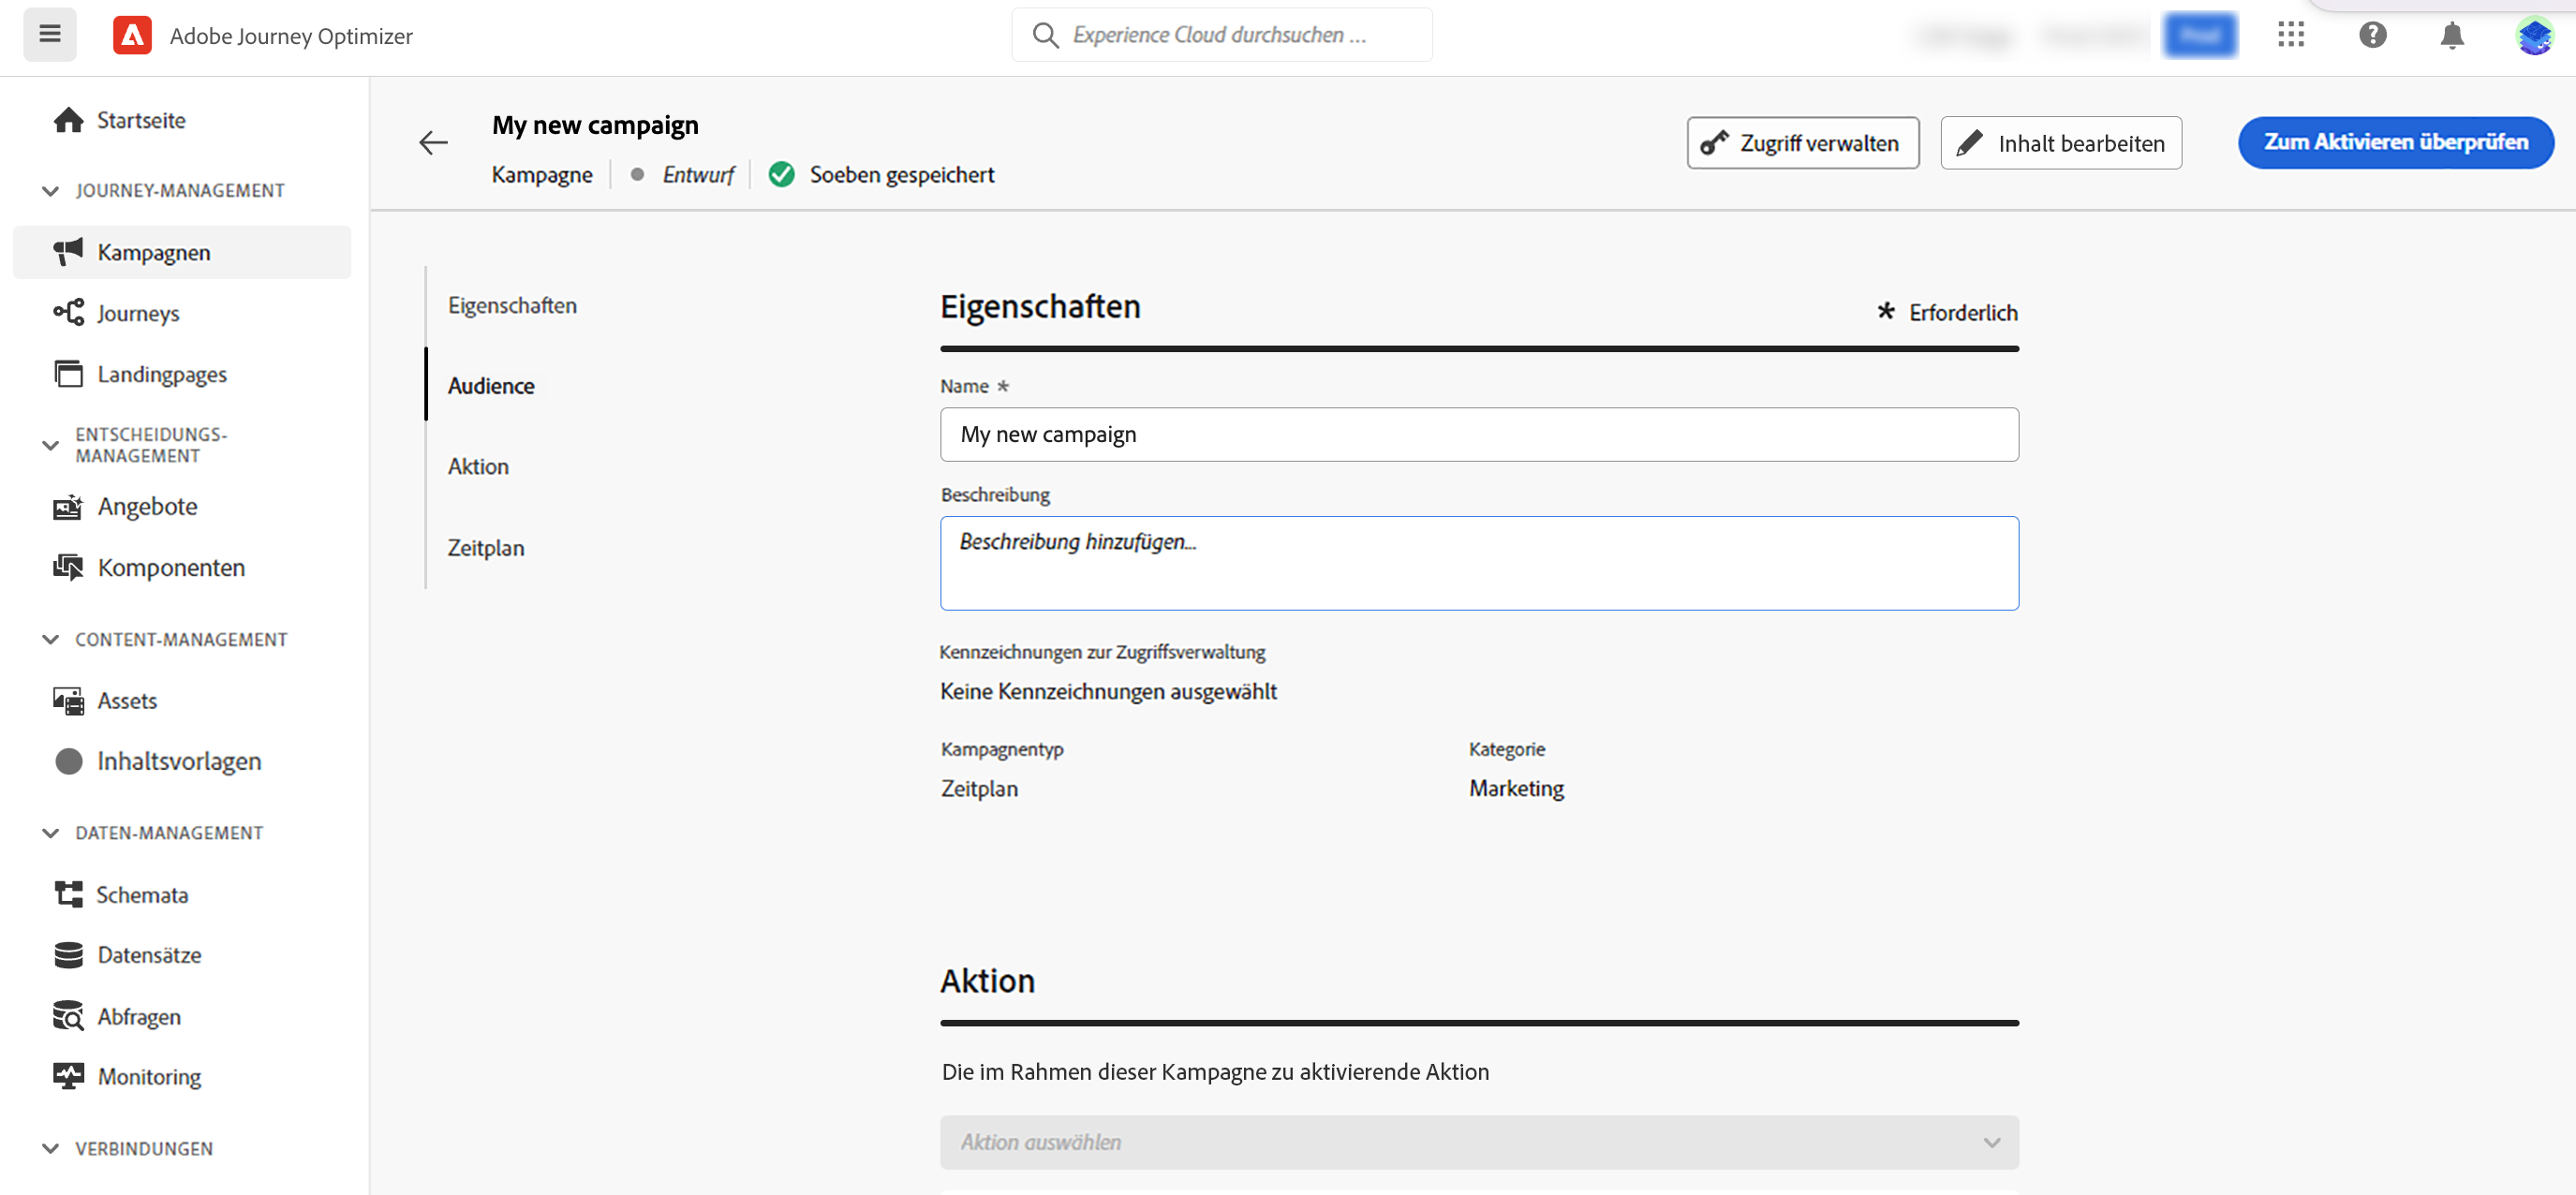 Adobe Journey Optimizer
Experience Cloud durchsuchen ...
Startseite
JOURNEY-MANAGEMENT
Kampagnen
Journeys
Landingpages
ENTSCHEIDUNGS-
MANAGEMENT
Angebote
Komponenten
CONTENT-MANAGEMENT
Assets
Inhaltsvorlagen
DATEN-MANAGEMENT
Schemata
Datensätze
Abfragen
Monitoring
VERBINDUNGEN
My new campaign
Kampagne Entwurf Soeben gespeichert
Zugriff verwalten
Inhalt bearbeiten
Zum Aktivieren überprüfen
Eigenschaften
Audience
Aktion
Zeitplan
Eigenschaften
* Erforderlich
Name *
My new campaign
Beschreibung
Beschreibung hinzufügen...
Kennzeichnungen zur Zugriffsverwaltung
Keine Kennzeichnungen ausgewählt
Kampagnentyp
Zeitplan
Kategorie
Marketing
Aktion
Die im Rahmen dieser Kampagne zu aktivierende Aktion
Aktion auswählen